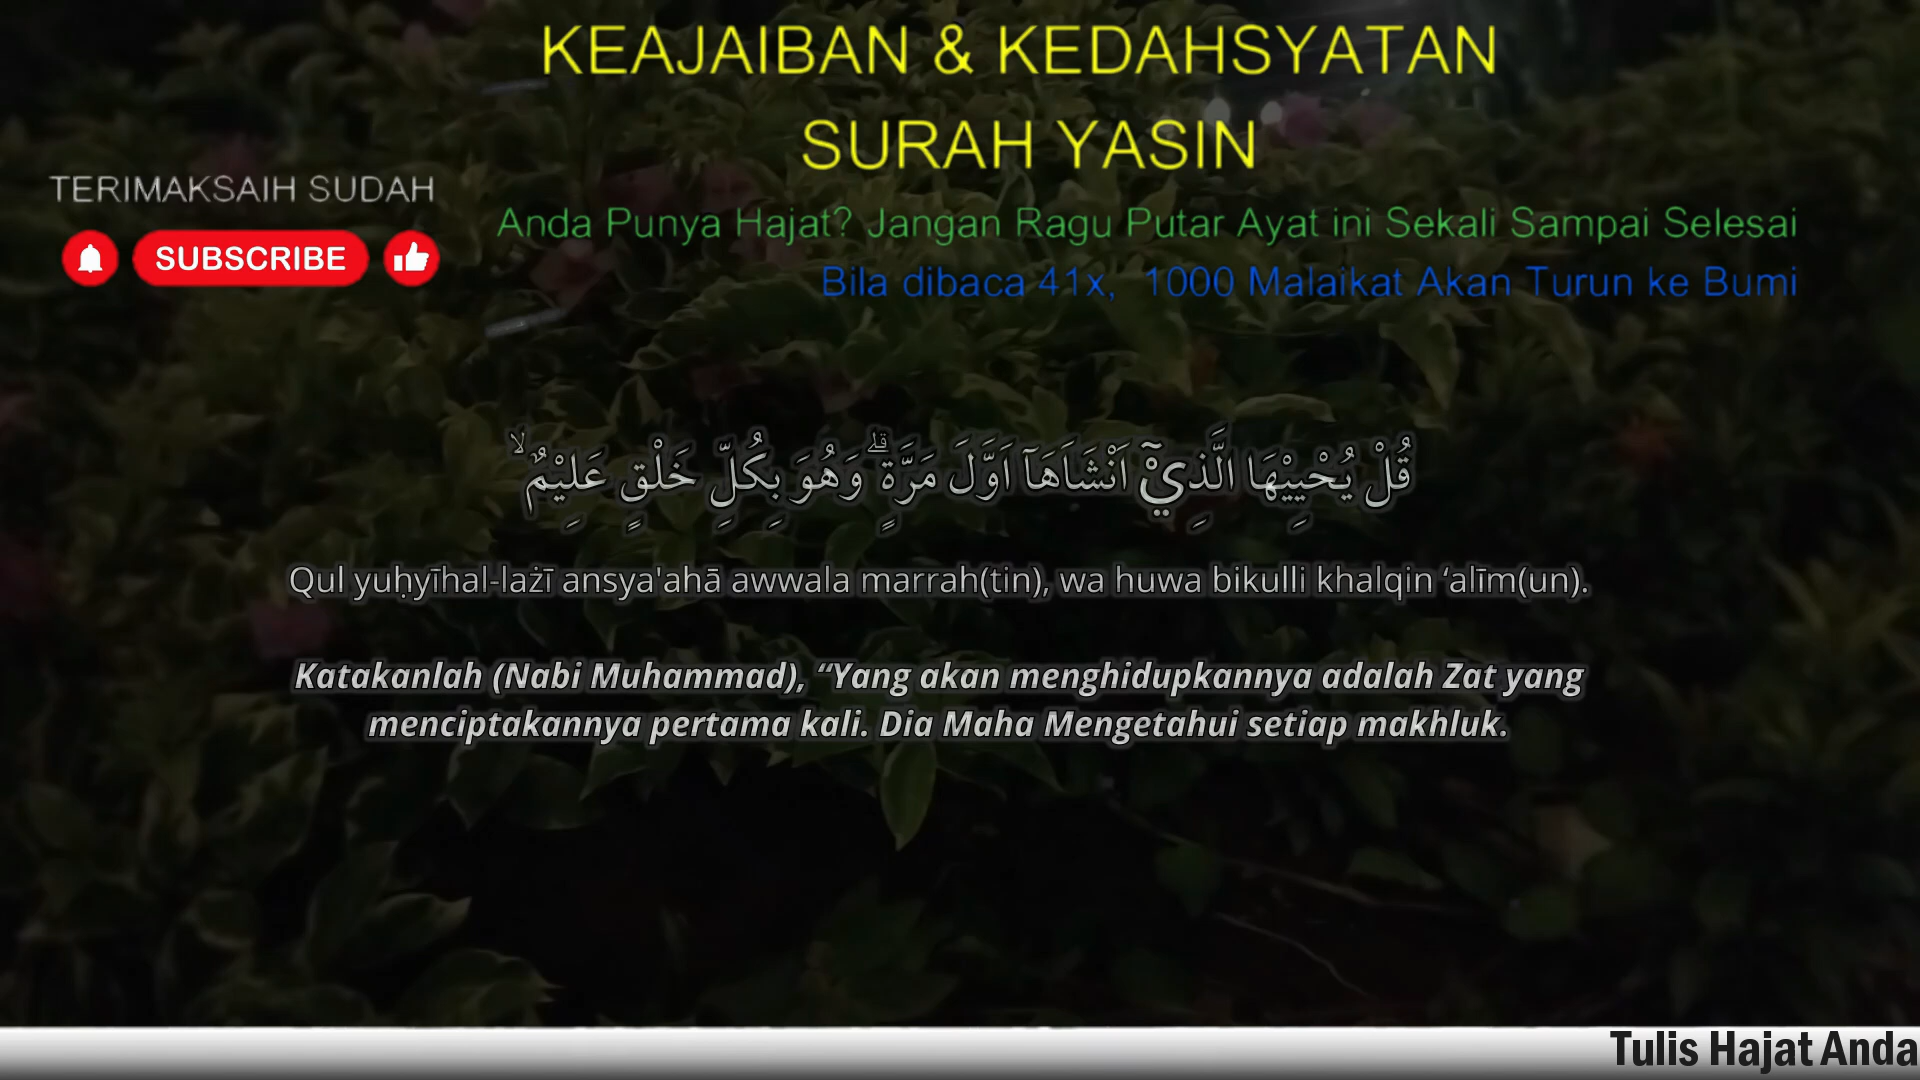 KEAJAIBAN & KEDAHSYATAN
SURAH YASIN
TERIMAKSAIH SUDAH
SUBSCRIBE
Anda Punya Hajat? Jangan Ragu Putar Ayat ini Sekali Sampai Selesai
Bila dibaca 41x, 1000 Malaikat Akan Turun ke Bumi
قُلْ يُحْيِيْهَا الَّذِيْٓ اَنْشَاَهَآ اَوَّلَ مَرَّةٍ ۗوَهُوَ بِكُلِّ خَلْقٍ عَلِيْمٌ ۙ
Qul yuḥyīhal-lażī ansya'ahā awwala marrah(tin), wa huwa bikulli khalqin ‘alīm(un).
Katakanlah (Nabi Muhammad), “Yang akan menghidupkannya adalah Zat yang
menciptakannya pertama kali. Dia Maha Mengetahui setiap makhluk.
Tulis Hajat Anda